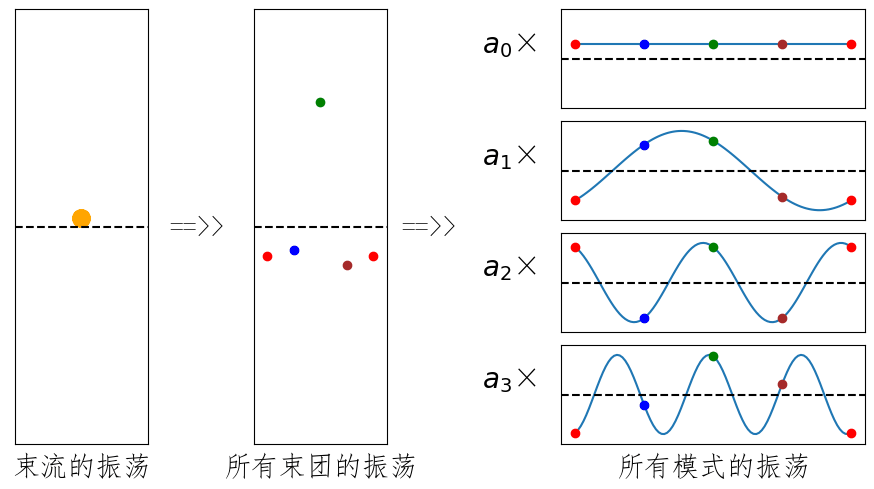 a₀×
a₁×
==>> ==>>
a₂×
a₃×
束流的振荡 所有束团的振荡 所有模式的振荡